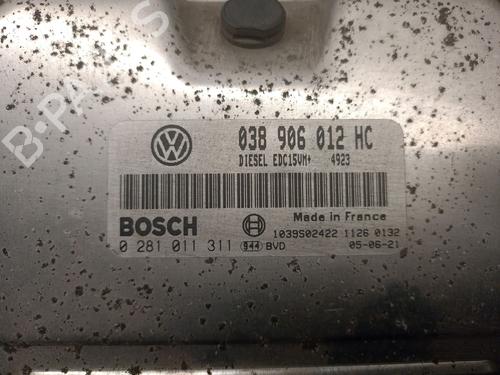 038 906 012 HC
DIESEL EDC15VM+ 4923
BOSCH
Made in France
1039S02422 1126 0132
0 281 011 311 944 BVD
05-06-21
B-PARTS